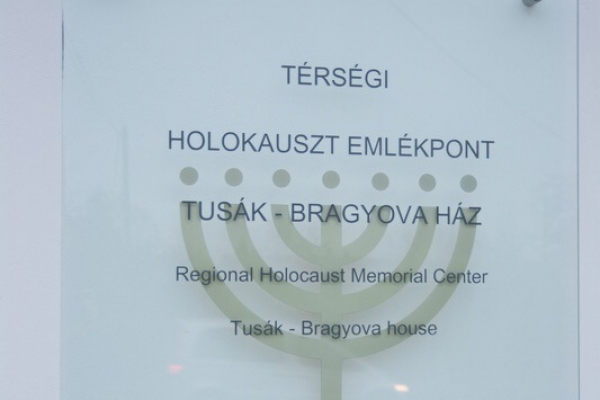 TÉRSÉGI
HOLOKAUSZT EMLÉKPONT
TUSÁK - BRAGYOVA HÁZ
Regional Holocaust Memorial Center
Tusák - Bragyova house